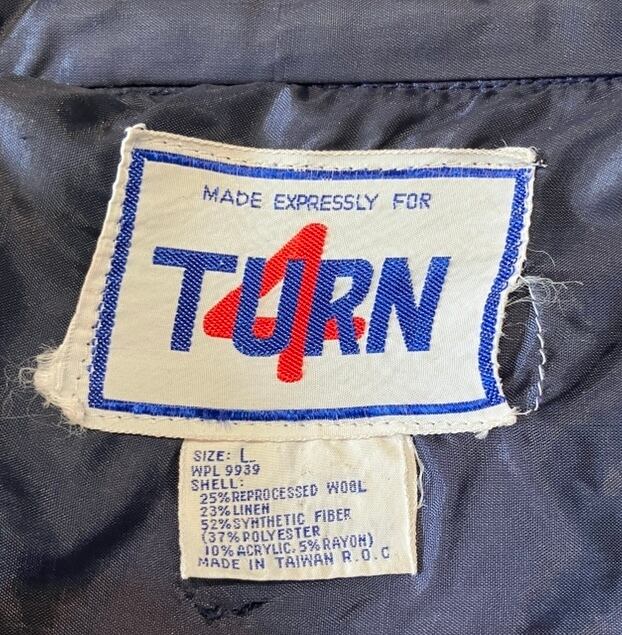 MADE EXPRESSLY FOR
TURN 4
SIZE: L
WPL 9939
SHELL:
25% REPROCESSED WOOL
23% LINEN
52% SYNTHETIC FIBER
(37% POLYESTER
10% ACRYLIC. 5% RAYON)
MADE IN TAIWAN R.O.C